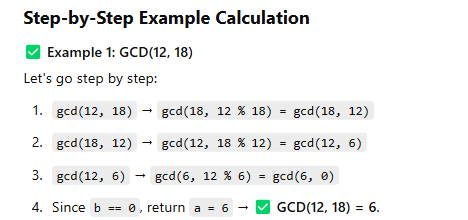 Step-by-Step Example Calculation
✅ Example 1: GCD(12, 18)
Let's go step by step:
1. gcd(12, 18) → gcd(18, 12 % 18) = gcd(18, 12)
2. gcd(18, 12) → gcd(12, 18 % 12) = gcd(12, 6)
3. gcd(12, 6) → gcd(6, 12 % 6) = gcd(6, 0)
4. Since b == 0, return a = 6 → ✅ GCD(12, 18) = 6.